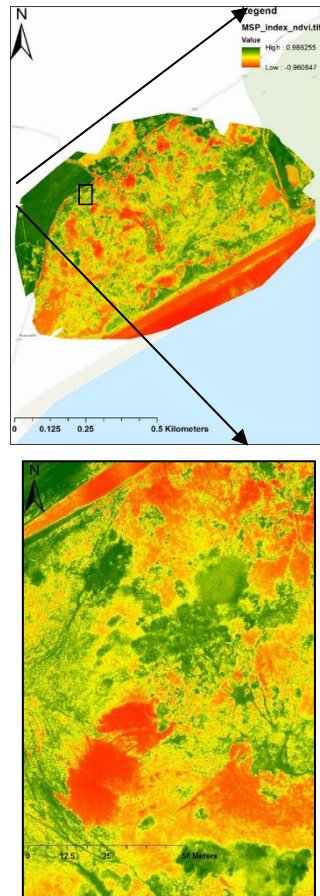 N
Legend
MSP_index_ndvi.tif
Value
High : 0.986255
Low : -0.960847
0 0.125 0.25 0.5 Kilometers
N
0 12.5 25 50 Meters